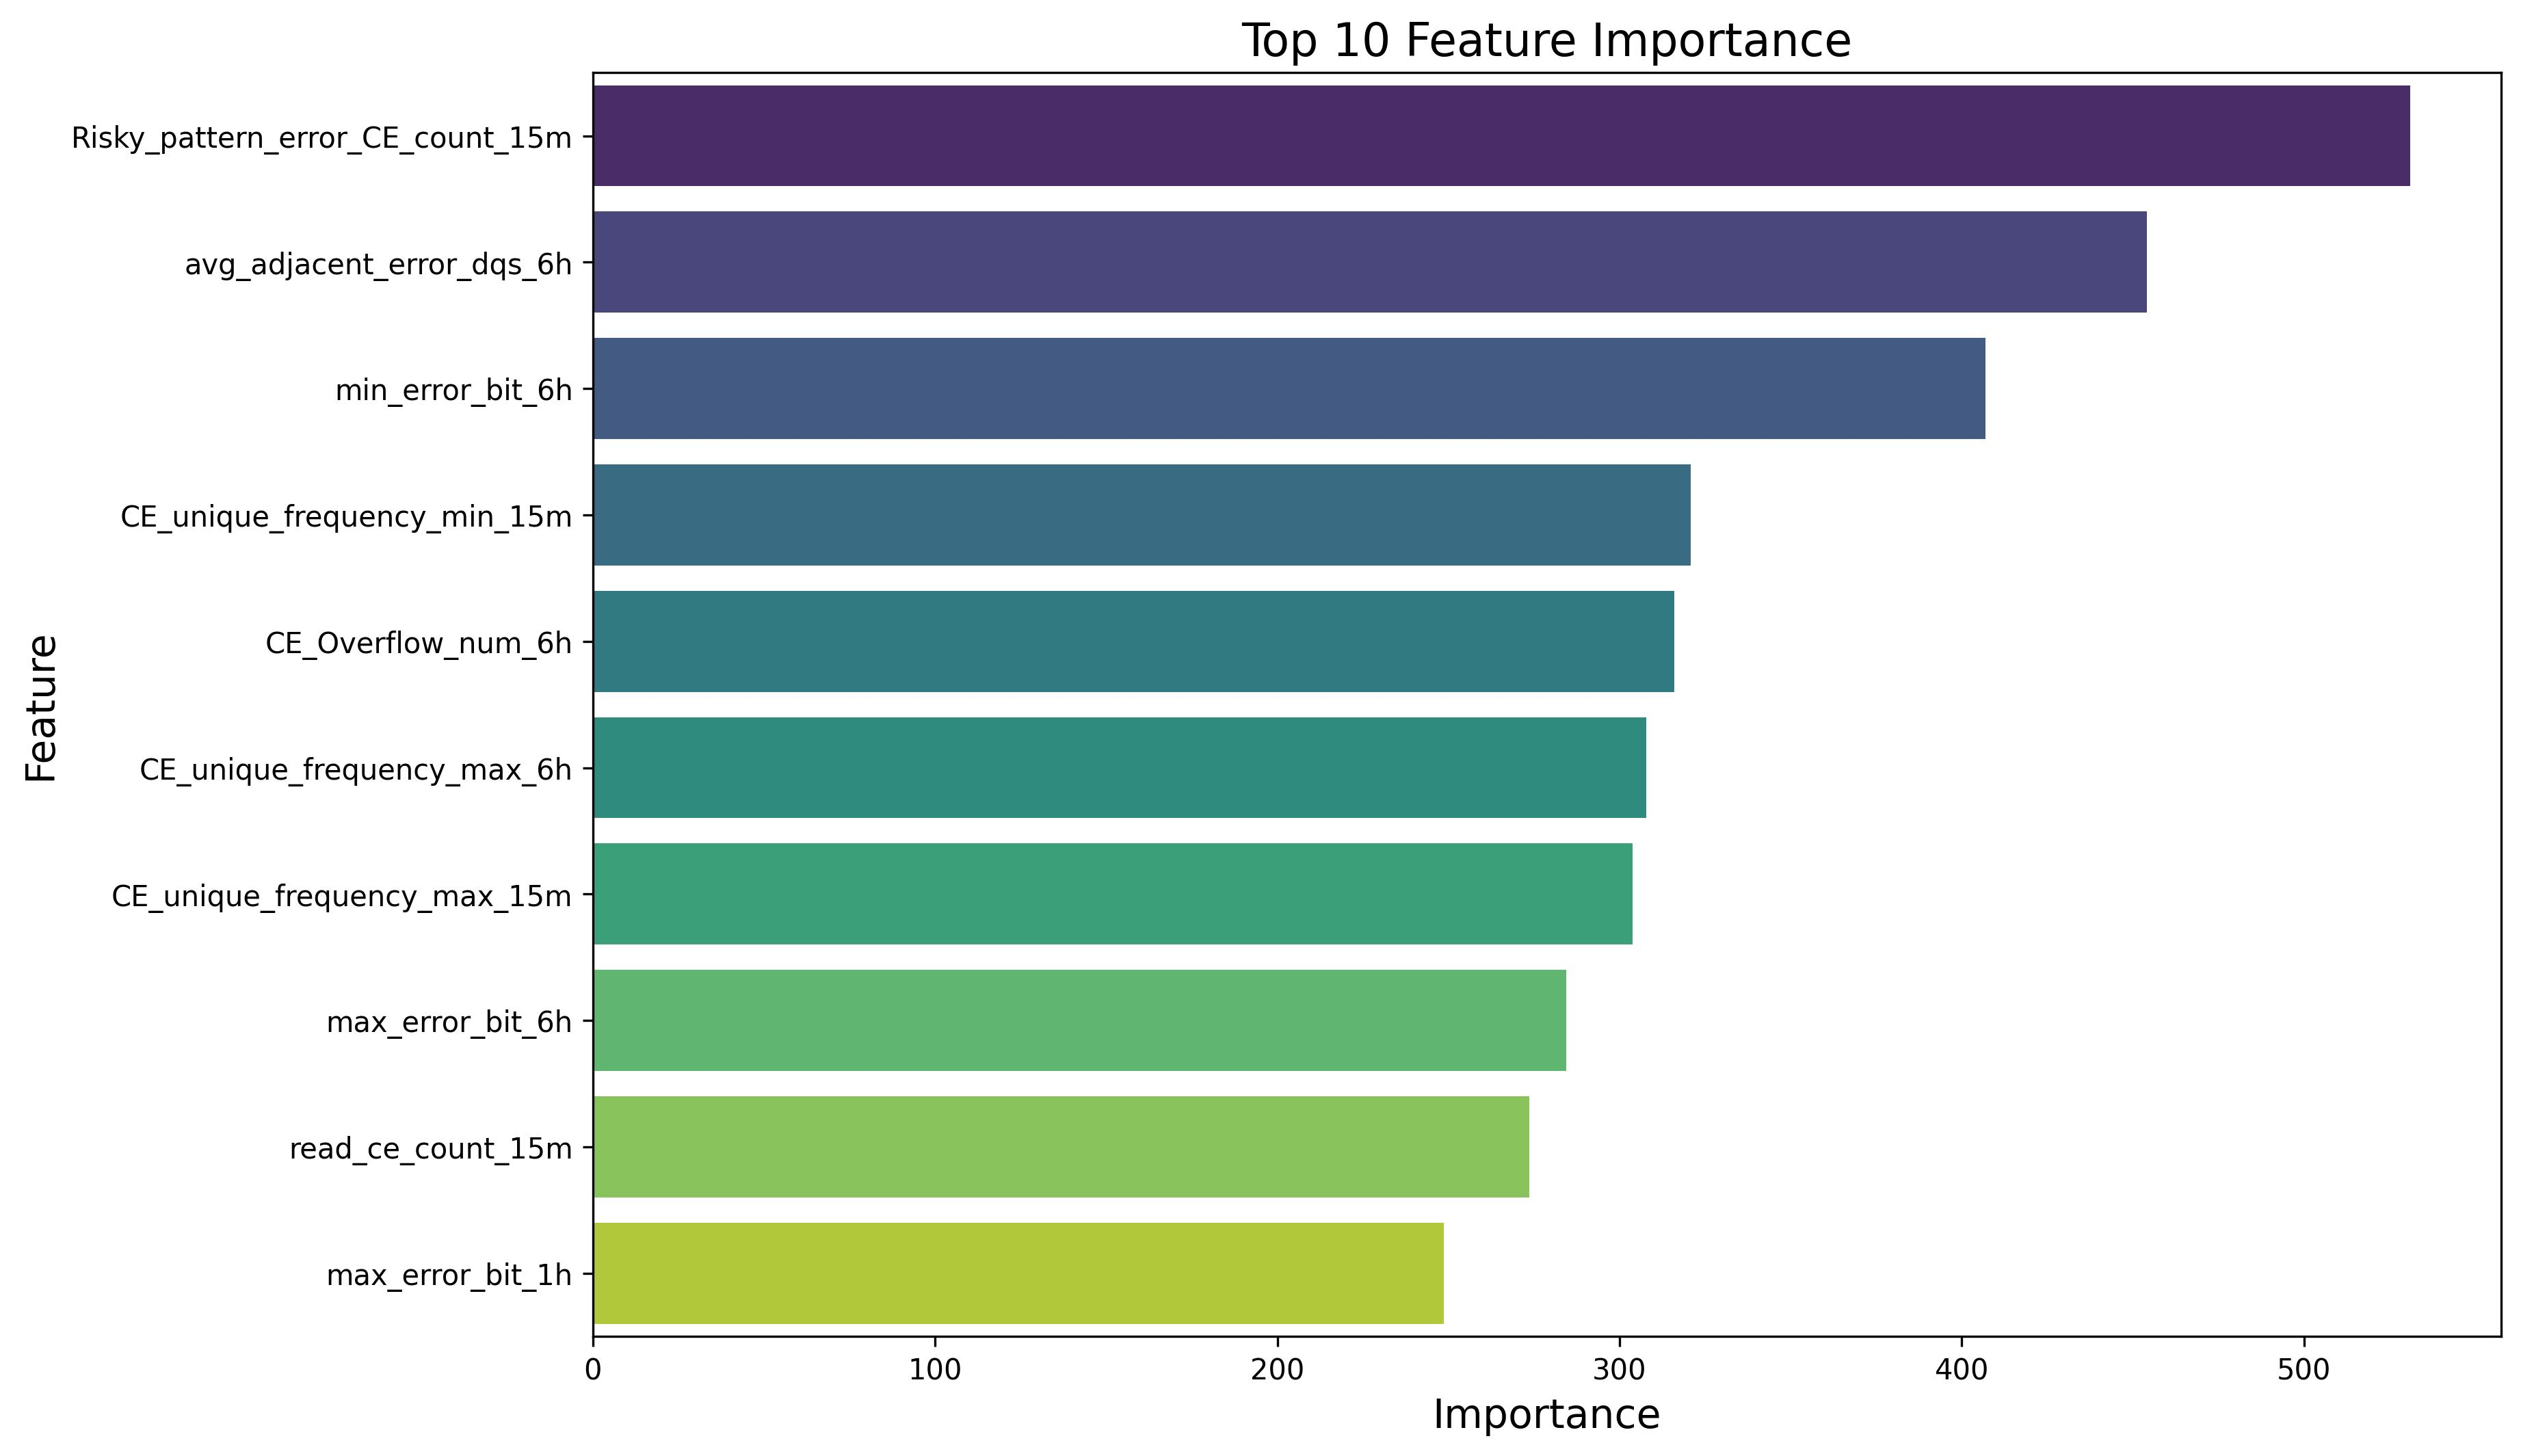 Top 10 Feature Importance
Feature
Risky_pattern_error_CE_count_15m
avg_adjacent_error_dqs_6h
min_error_bit_6h
CE_unique_frequency_min_15m
CE_Overflow_num_6h
CE_unique_frequency_max_6h
CE_unique_frequency_max_15m
max_error_bit_6h
read_ce_count_15m
max_error_bit_1h
0 100 200 300 400 500
Importance